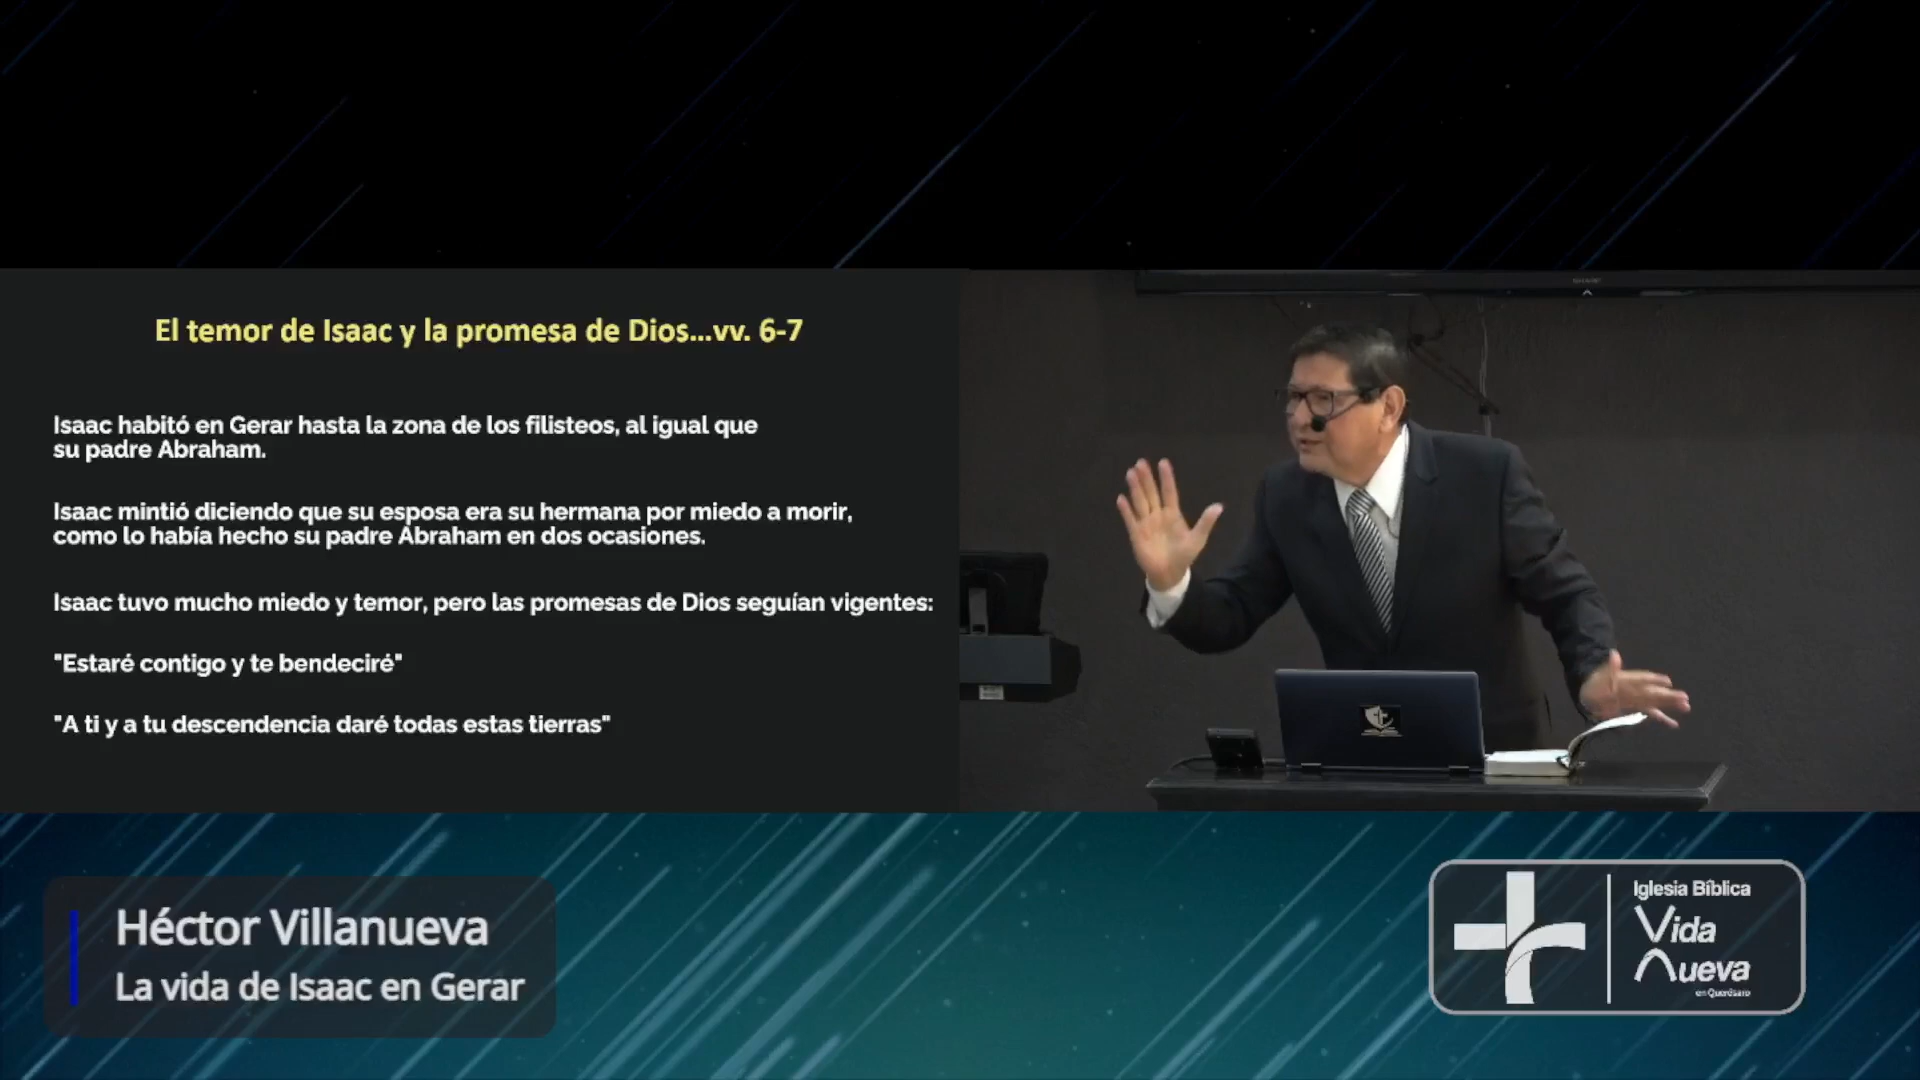 El temor de Isaac y la promesa de Dios...vv. 6-7
Isaac habitó en Gerar hasta la zona de los filisteos, al igual que
su padre Abraham.
Isaac mintió diciendo que su esposa era su hermana por miedo a morir,
como lo había hecho su padre Abraham en dos ocasiones.
Isaac tuvo mucho miedo y temor, pero las promesas de Dios seguían vigentes:
"Estaré contigo y te bendeciré"
"A ti y a tu descendencia daré todas estas tierras"
Héctor Villanueva
La vida de Isaac en Gerar
Iglesia Bíblica
Vida
Nueva
en Querétaro